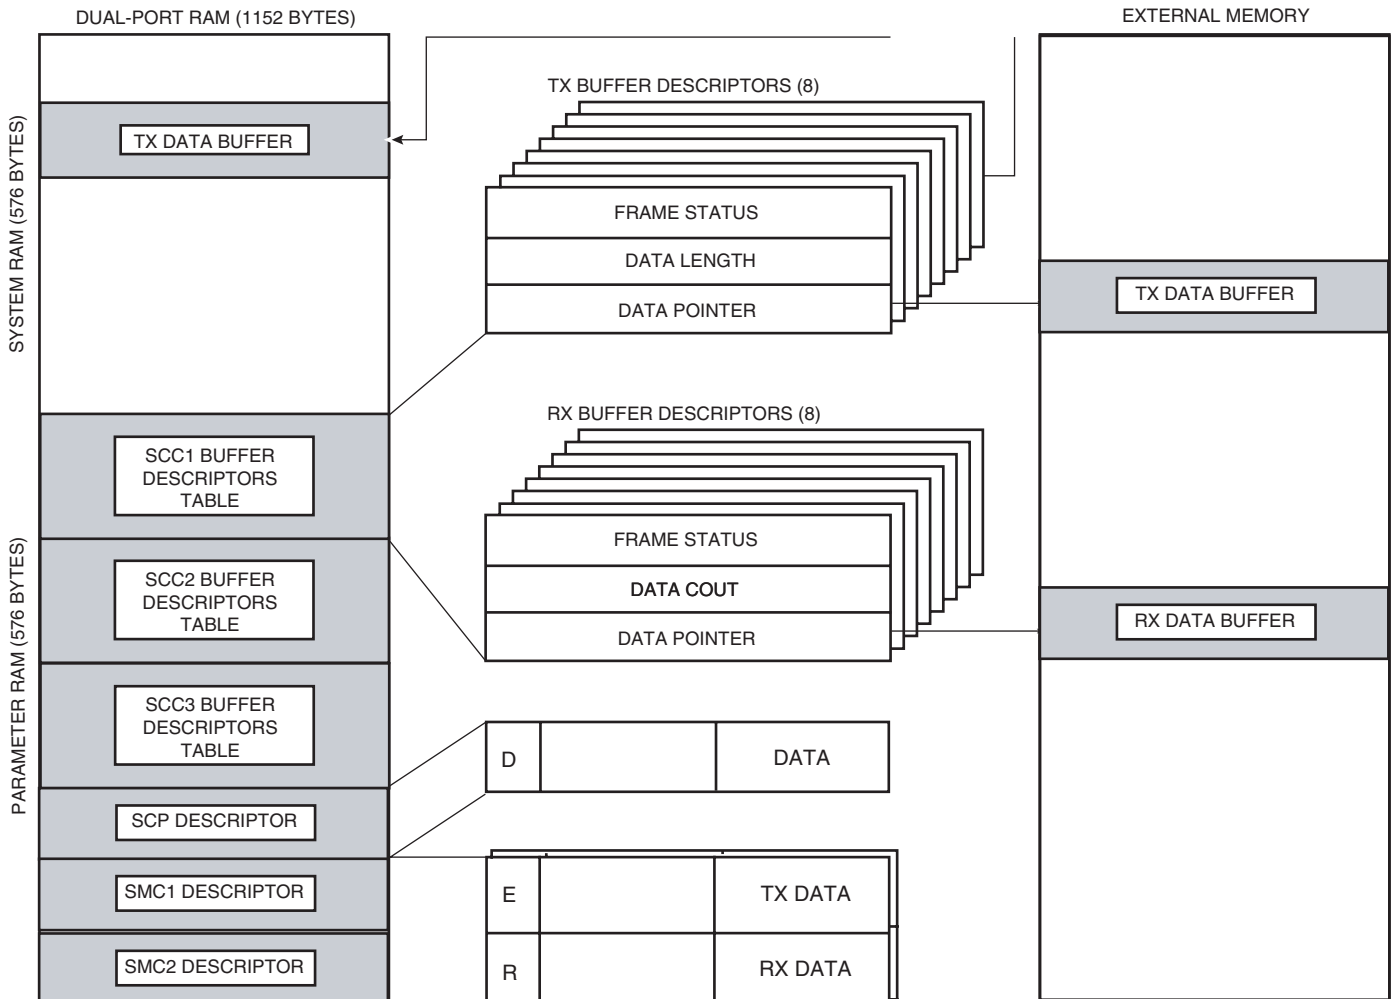 DUAL-PORT RAM (1152 BYTES)
EXTERNAL MEMORY
SYSTEM RAM (576 BYTES)
PARAMETER RAM (576 BYTES)
TX DATA BUFFER
SCC1 BUFFER
DESCRIPTORS
TABLE
SCC2 BUFFER
DESCRIPTORS
TABLE
SCC3 BUFFER
DESCRIPTORS
TABLE
SCP DESCRIPTOR
SMC1 DESCRIPTOR
SMC2 DESCRIPTOR
TX BUFFER DESCRIPTORS (8)
FRAME STATUS
DATA LENGTH
DATA POINTER
RX BUFFER DESCRIPTORS (8)
FRAME STATUS
DATA COUT
DATA POINTER
D DATA
E TX DATA
R RX DATA
TX DATA BUFFER
RX DATA BUFFER